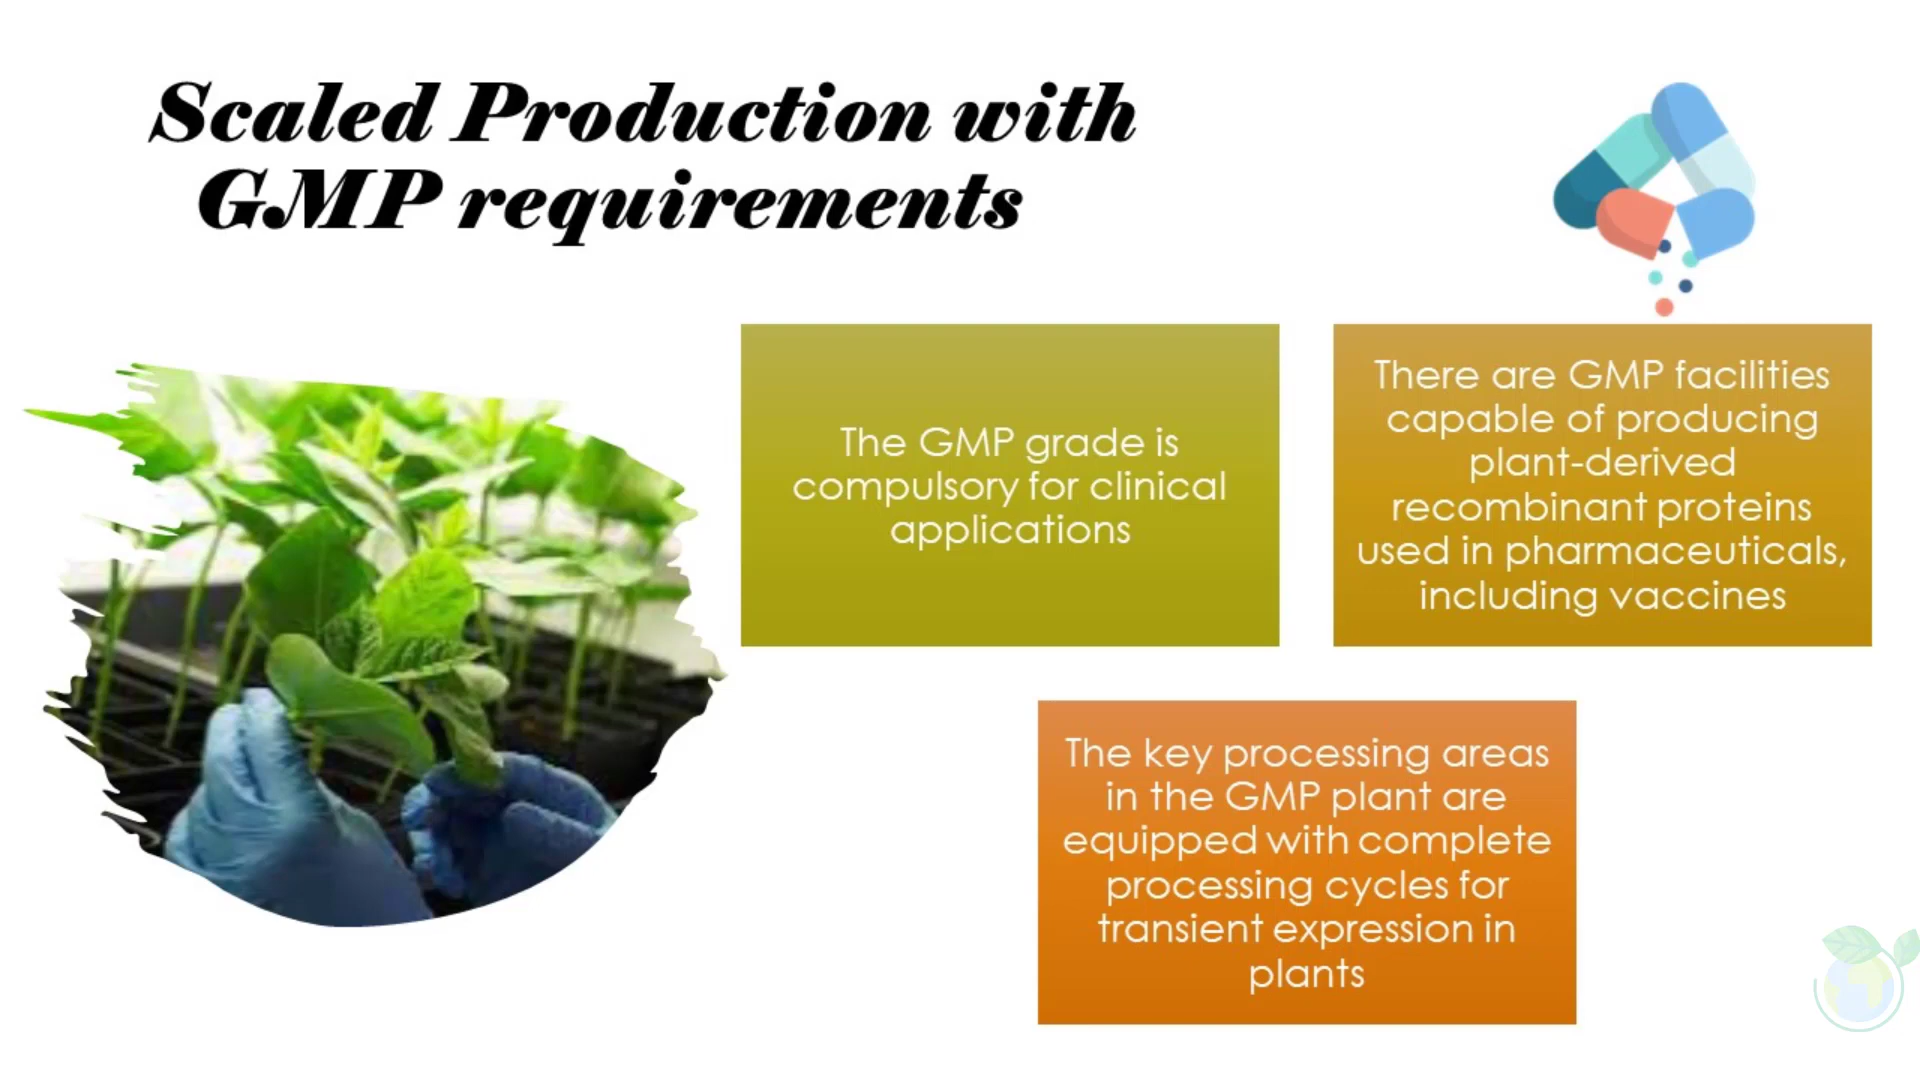 Scaled Production with
GMP requirements
The GMP grade is
compulsory for clinical
applications
There are GMP facilities
capable of producing
plant-derived
recombinant proteins
used in pharmaceuticals,
including vaccines
The key processing areas
in the GMP plant are
equipped with complete
processing cycles for
transient expression in
plants